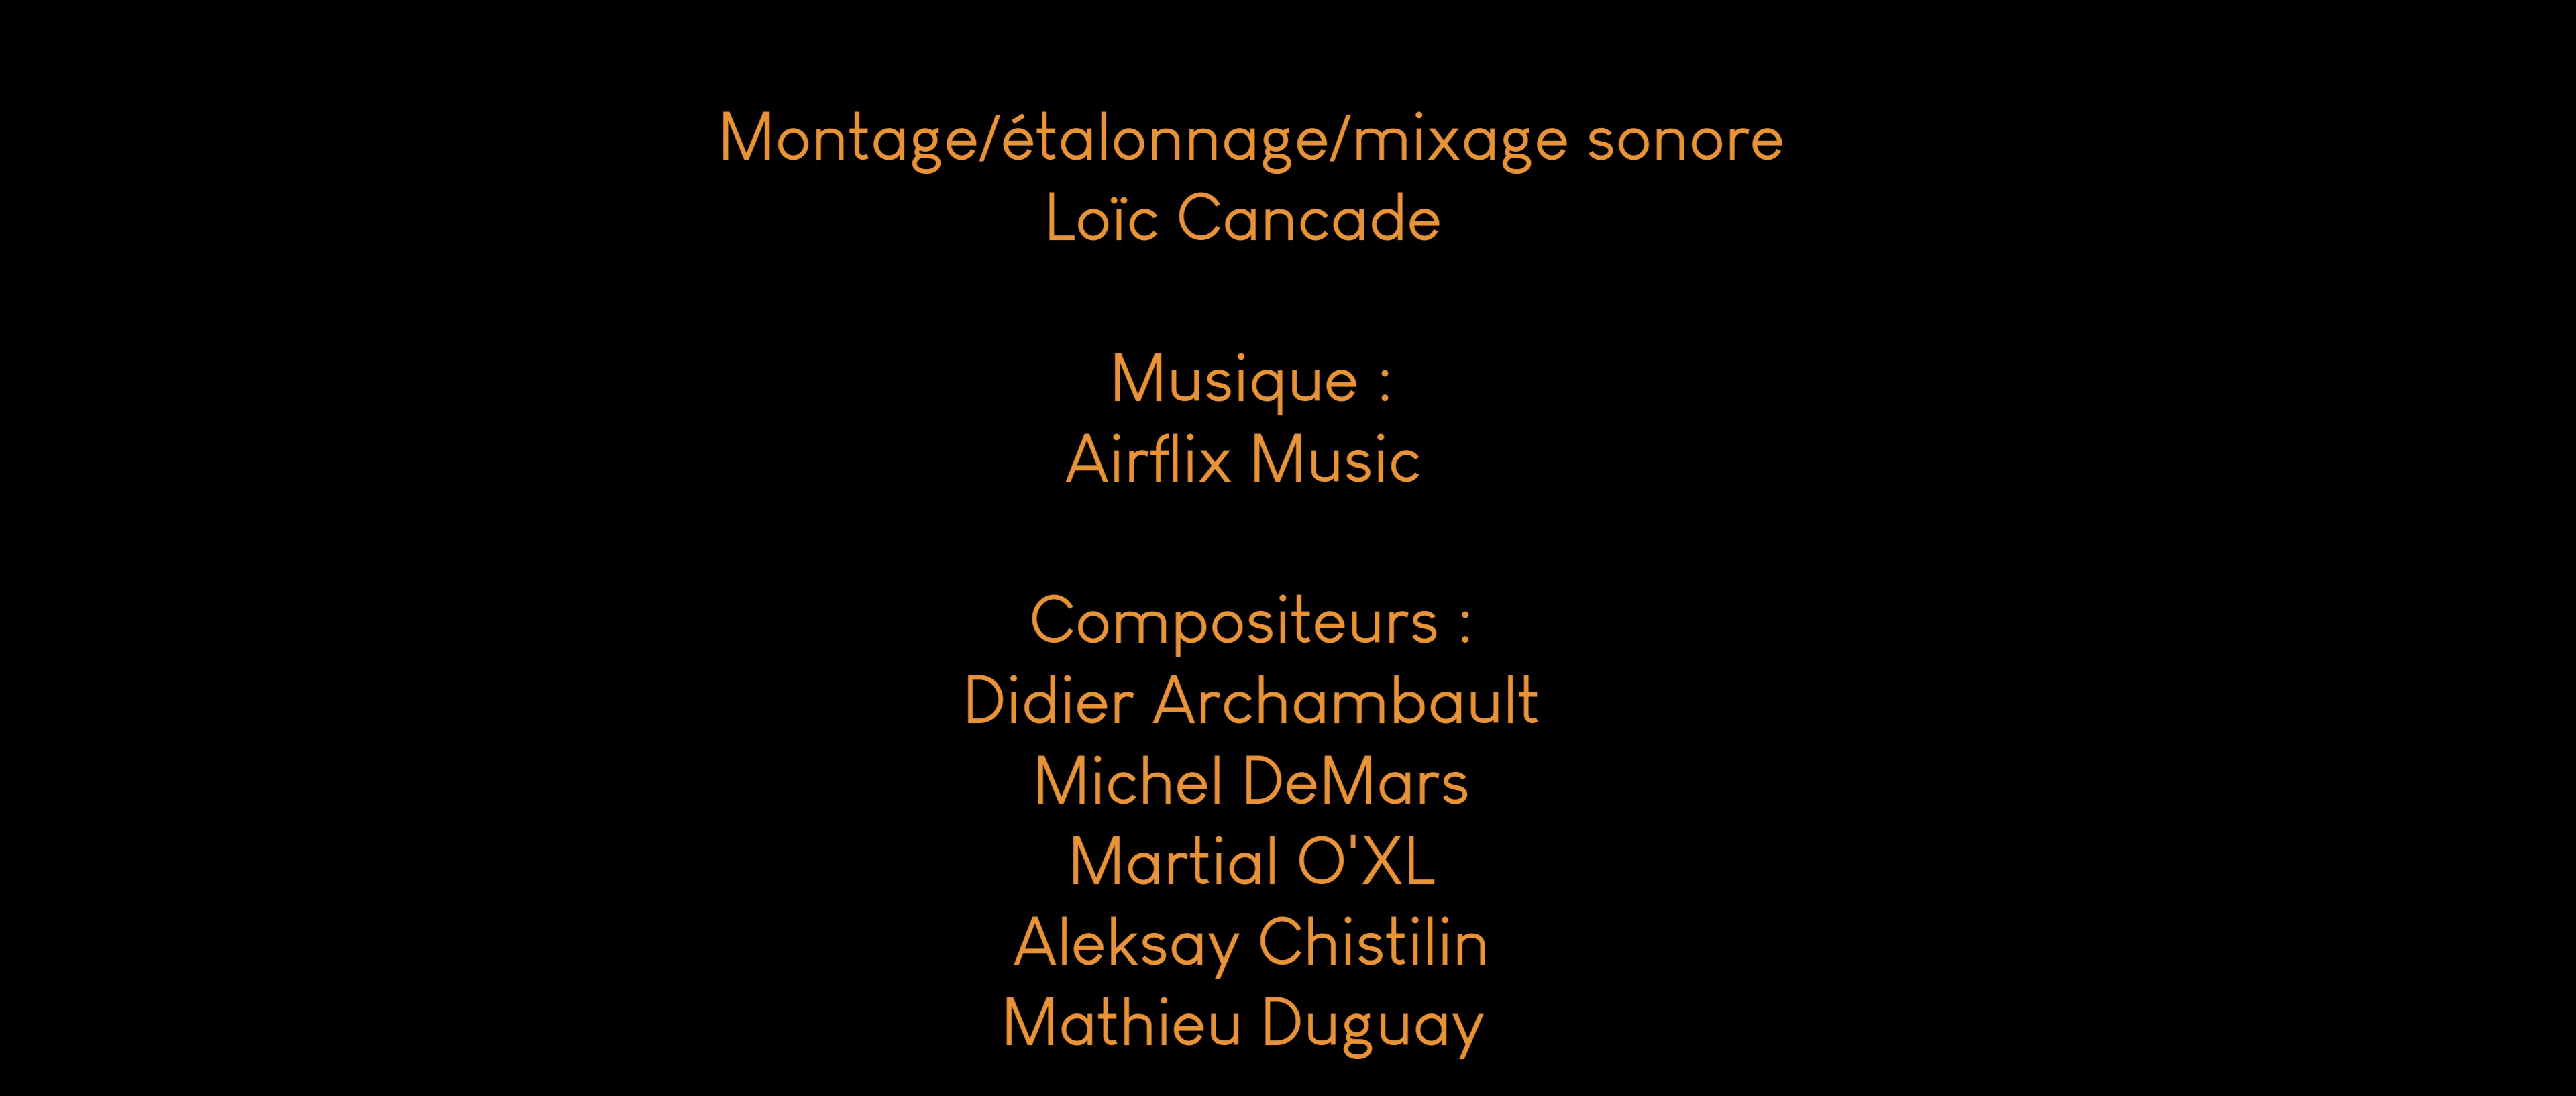 Montage/étalonnage/mixage sonore
Loïc Cancade
Musique :
Airflix Music
Compositeurs :
Didier Archambault
Michel DeMars
Martial O'XL
Aleksay Chistilin
Mathieu Duguay